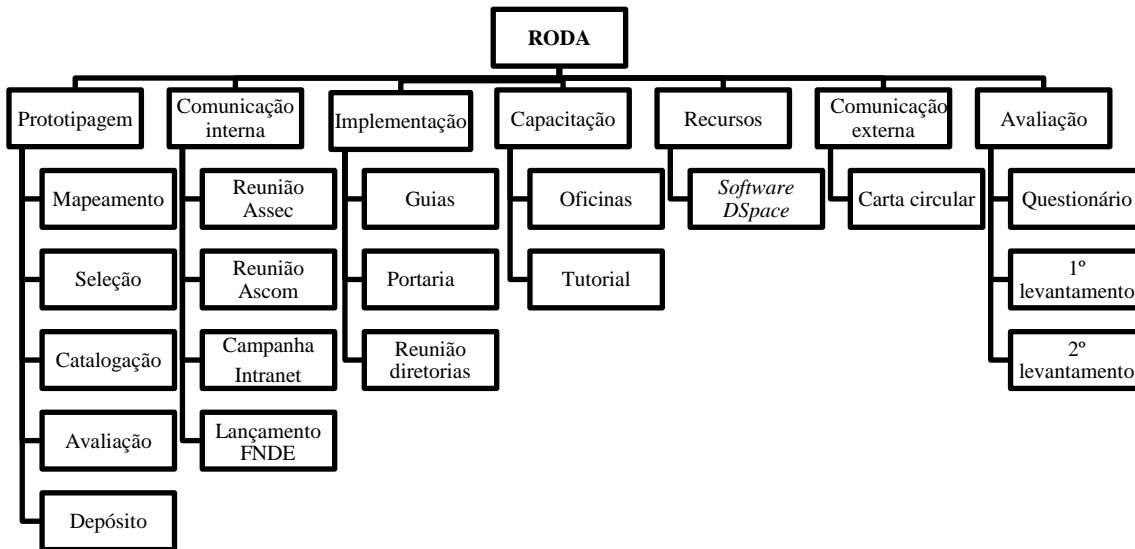 RODA
Prototipagem
Comunicação
interna
Implementação
Capacitação
Recursos
Comunicação
externa
Avaliação
Mapeamento
Seleção
Catalogação
Avaliação
Depósito
Reunião
Assec
Reunião
Ascom
Campanha
Intranet
Lançamento
FNDE
Guias
Portaria
Reunião
diretorias
Oficinas
Tutorial
Software
DSpace
Carta circular
Questionário
1º
levantamento
2º
levantamento